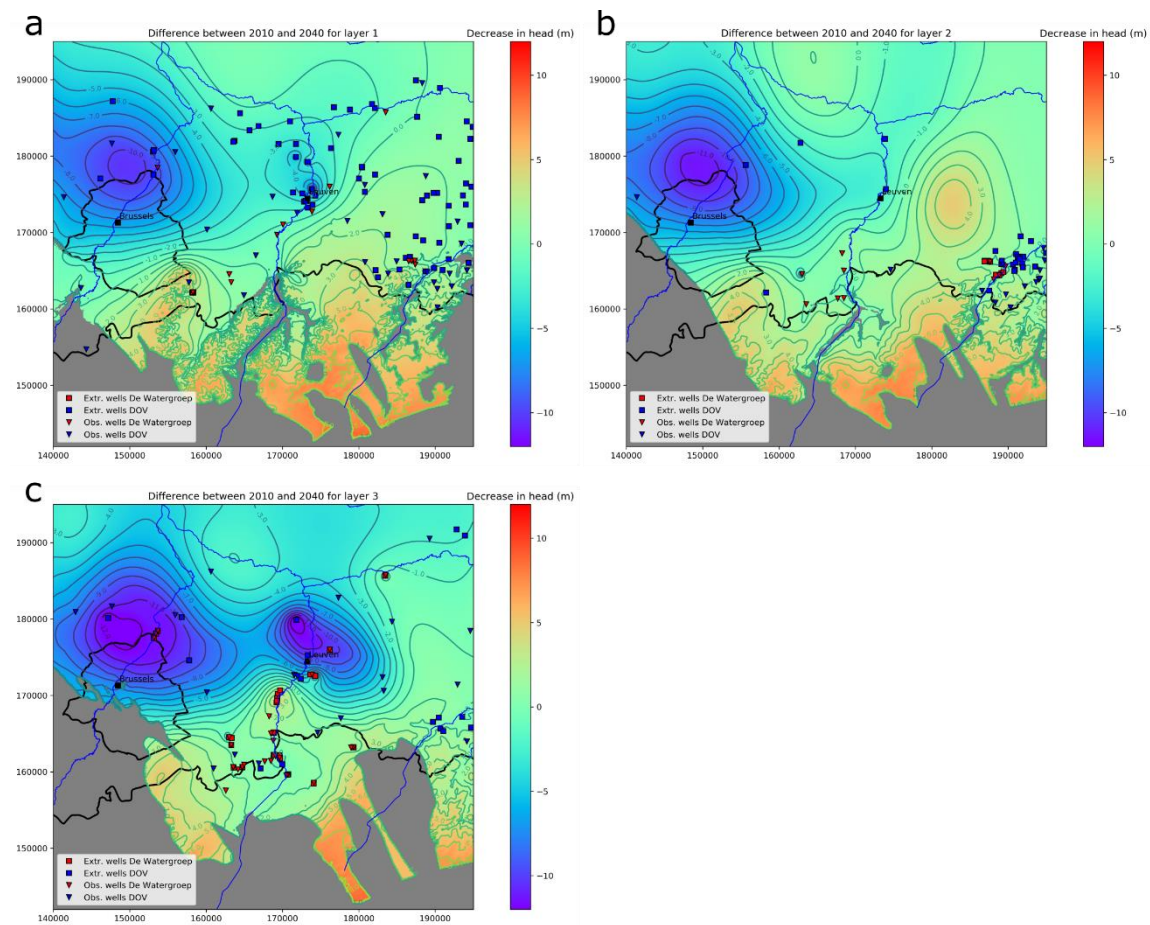 a
Difference between 2010 and 2040 for layer 1
Decrease in head (m)
190000
180000
170000
160000
150000
140000 150000 160000 170000 180000 190000
Brussels
Extr. wells De Watergroep
Extr. wells DOV
Obs. wells De Watergroep
Obs. wells DOV
10
5
0
−5
−10
b
Difference between 2010 and 2040 for layer 2
Decrease in head (m)
190000
180000
170000
160000
150000
140000 150000 160000 170000 180000 190000
Brussels
Leuven
Extr. wells De Watergroep
Extr. wells DOV
Obs. wells De Watergroep
Obs. wells DOV
10
5
0
−5
−10
c
Difference between 2010 and 2040 for layer 3
Decrease in head (m)
190000
180000
170000
160000
150000
140000 150000 160000 170000 180000 190000
Brussels
Extr. wells De Watergroep
Extr. wells DOV
Obs. wells De Watergroep
Obs. wells DOV
10
5
0
−5
−10